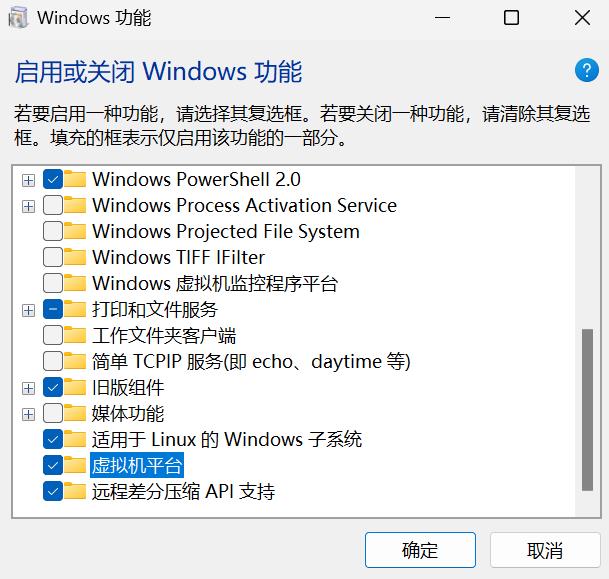 Windows 功能
启用或关闭 Windows 功能
?
若要启用一种功能，请选择其复选框。若要关闭一种功能，请清除其复选
框。填充的框表示仅启用该功能的一部分。
Windows PowerShell 2.0
Windows Process Activation Service
Windows Projected File System
Windows TIFF IFilter
Windows 虚拟机监控程序平台
打印和文件服务
工作文件夹客户端
简单 TCPIP 服务(即 echo、daytime 等)
旧版组件
媒体功能
适用于 Linux 的 Windows 子系统
虚拟机平台
远程差分压缩 API 支持
确定
取消